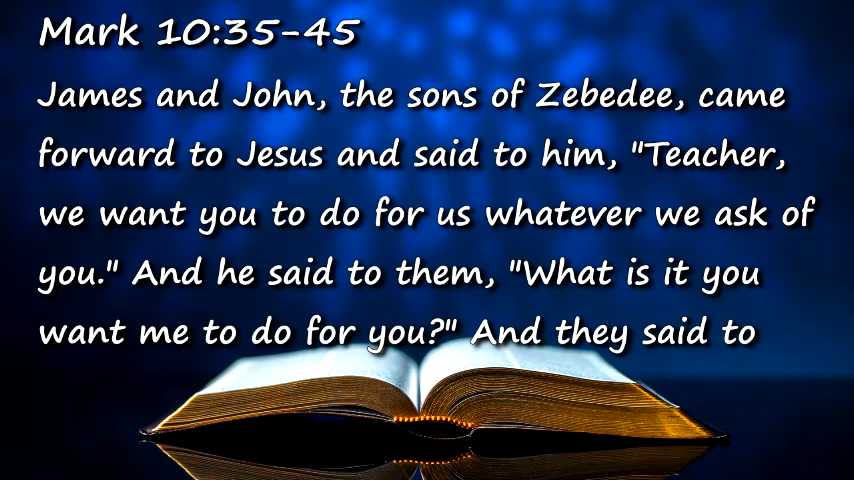 Mark 10:35-45
James and John, the sons of Zebedee, came
forward to Jesus and said to him, "Teacher,
we want you to do for us whatever we ask of
you." And he said to them, "What is it you
want me to do for you?" And they said to